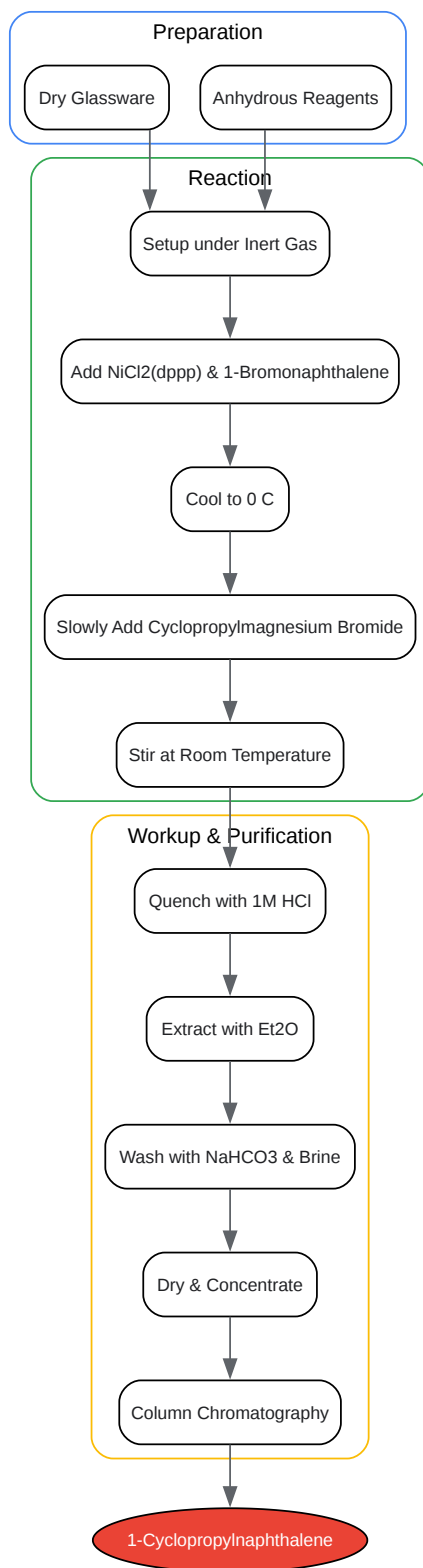 Preparation
Dry Glassware
Anhydrous Reagents
Reaction
Setup under Inert Gas
Add NiCl2(dppp) & 1-Bromonaphthalene
Cool to 0 C
Slowly Add Cyclopropylmagnesium Bromide
Stir at Room Temperature
Workup & Purification
Quench with 1M HCl
Extract with Et2O
Wash with NaHCO3 & Brine
Dry & Concentrate
Column Chromatography
1-Cyclopropylnaphthalene